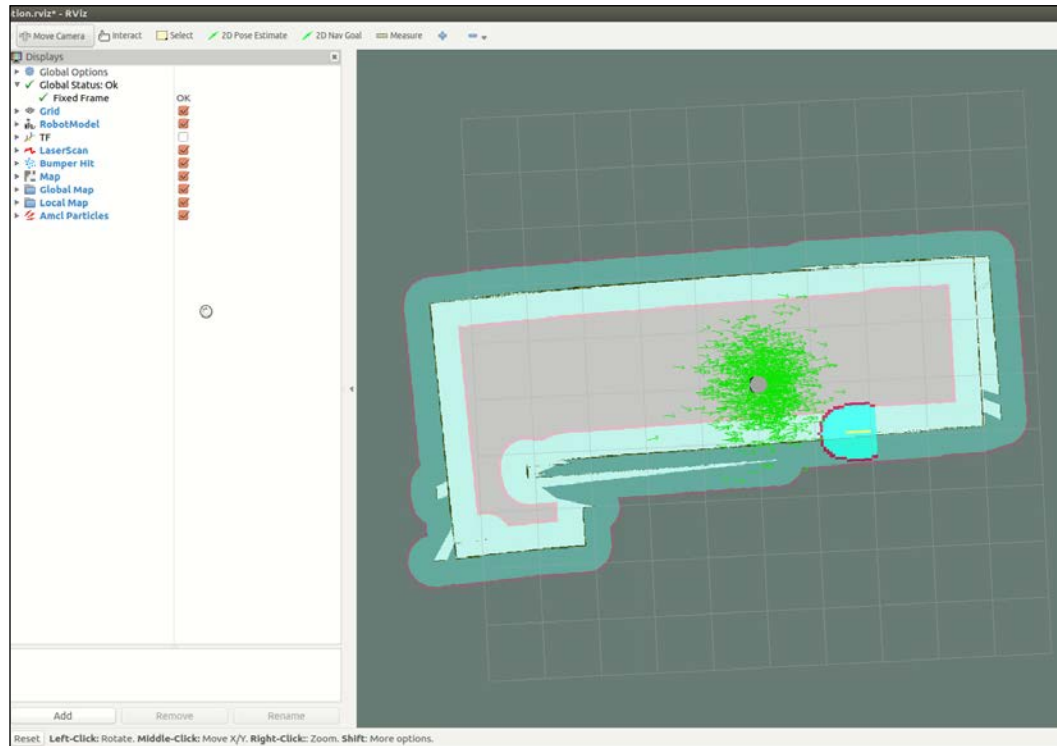 tion.rviz* - RViz
Move Camera Interact Select 2D Pose Estimate 2D Nav Goal Measure
Displays
Global Options
Global Status: Ok
Fixed Frame OK
Grid
RobotModel
TF
LaserScan
Bumper Hit
Map
Global Map
Local Map
Amcl Particles
Add Remove Rename
Reset Left-Click: Rotate. Middle-Click: Move X/Y. Right-Click:: Zoom. Shift: More options.